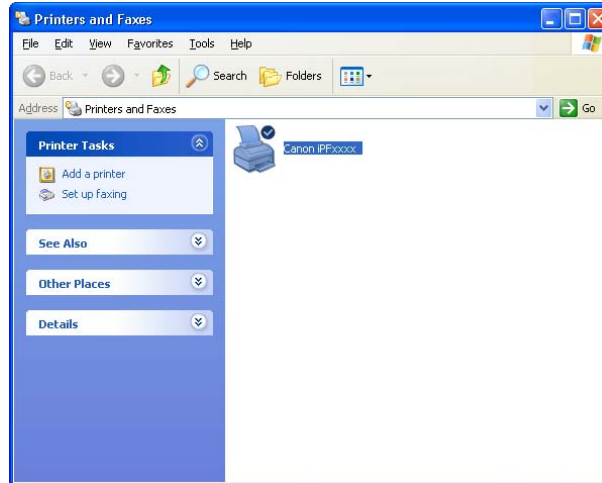 Printers and Faxes
File Edit View Favorites Tools Help
Back Search Folders
Address Printers and Faxes Go
Printer Tasks
Add a printer
Set up faxing
See Also
Other Places
Details
Canon iPFxxxx